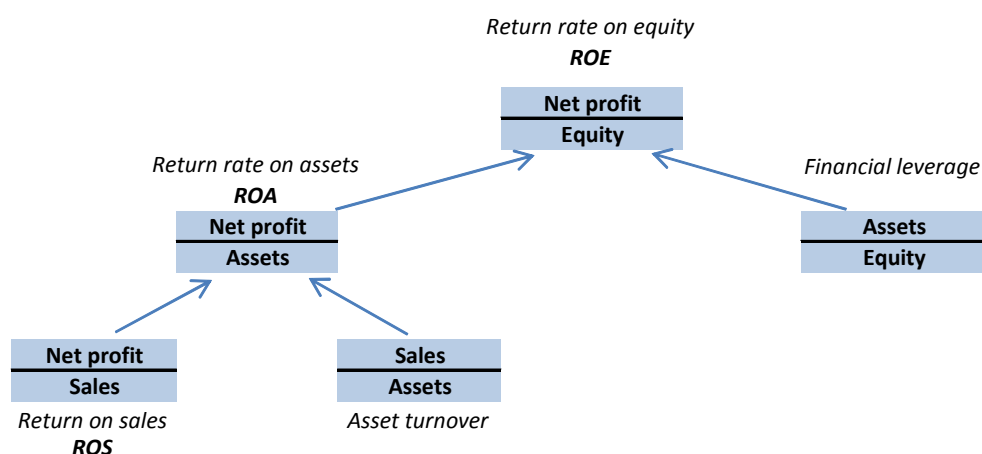 Return rate on equity
ROE
Net profit
Equity
Return rate on assets
ROA
Net profit
Assets
Financial leverage
Assets
Equity
Net profit
Sales
Return on sales
ROS
Sales
Assets
Asset turnover